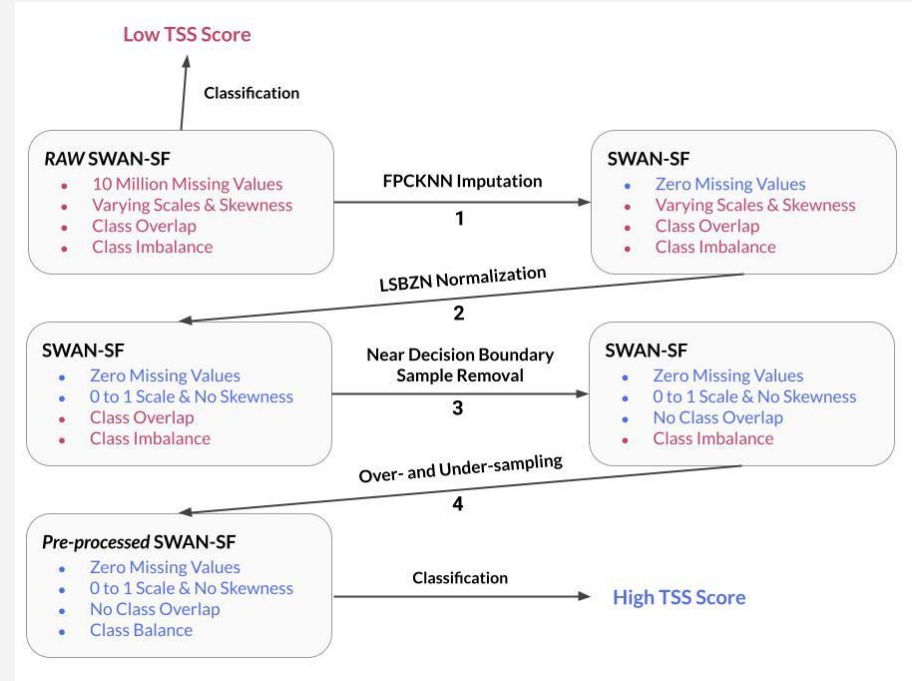 Low TSS Score
Classification
RAW SWAN-SF
• 10 Million Missing Values
• Varying Scales & Skewness
• Class Overlap
• Class Imbalance
FPCKNN Imputation
1
SWAN-SF
• Zero Missing Values
• Varying Scales & Skewness
• Class Overlap
• Class Imbalance
LSBZN Normalization
2
SWAN-SF
• Zero Missing Values
• 0 to 1 Scale & No Skewness
• Class Overlap
• Class Imbalance
Near Decision Boundary
Sample Removal
3
SWAN-SF
• Zero Missing Values
• 0 to 1 Scale & No Skewness
• No Class Overlap
• Class Imbalance
Over- and Under-sampling
4
Pre-processed SWAN-SF
• Zero Missing Values
• 0 to 1 Scale & No Skewness
• No Class Overlap
• Class Balance
Classification
High TSS Score